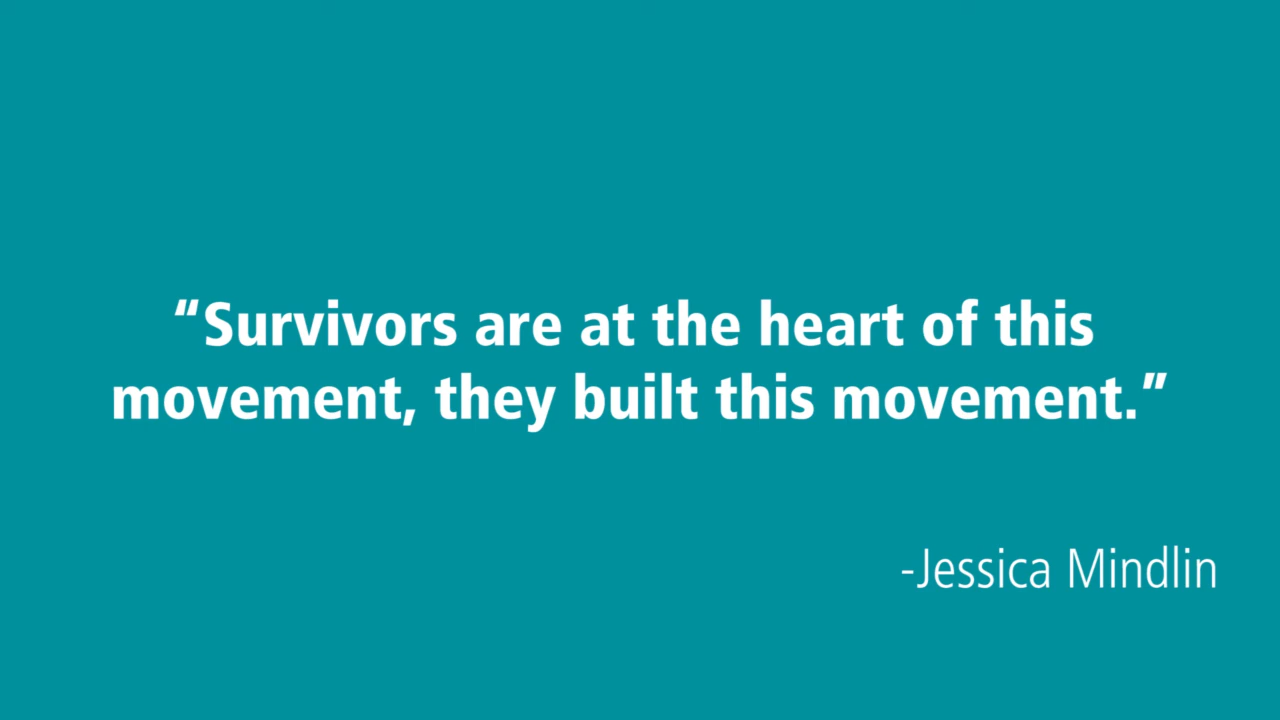 “Survivors are at the heart of this
movement, they built this movement.”
-Jessica Mindlin